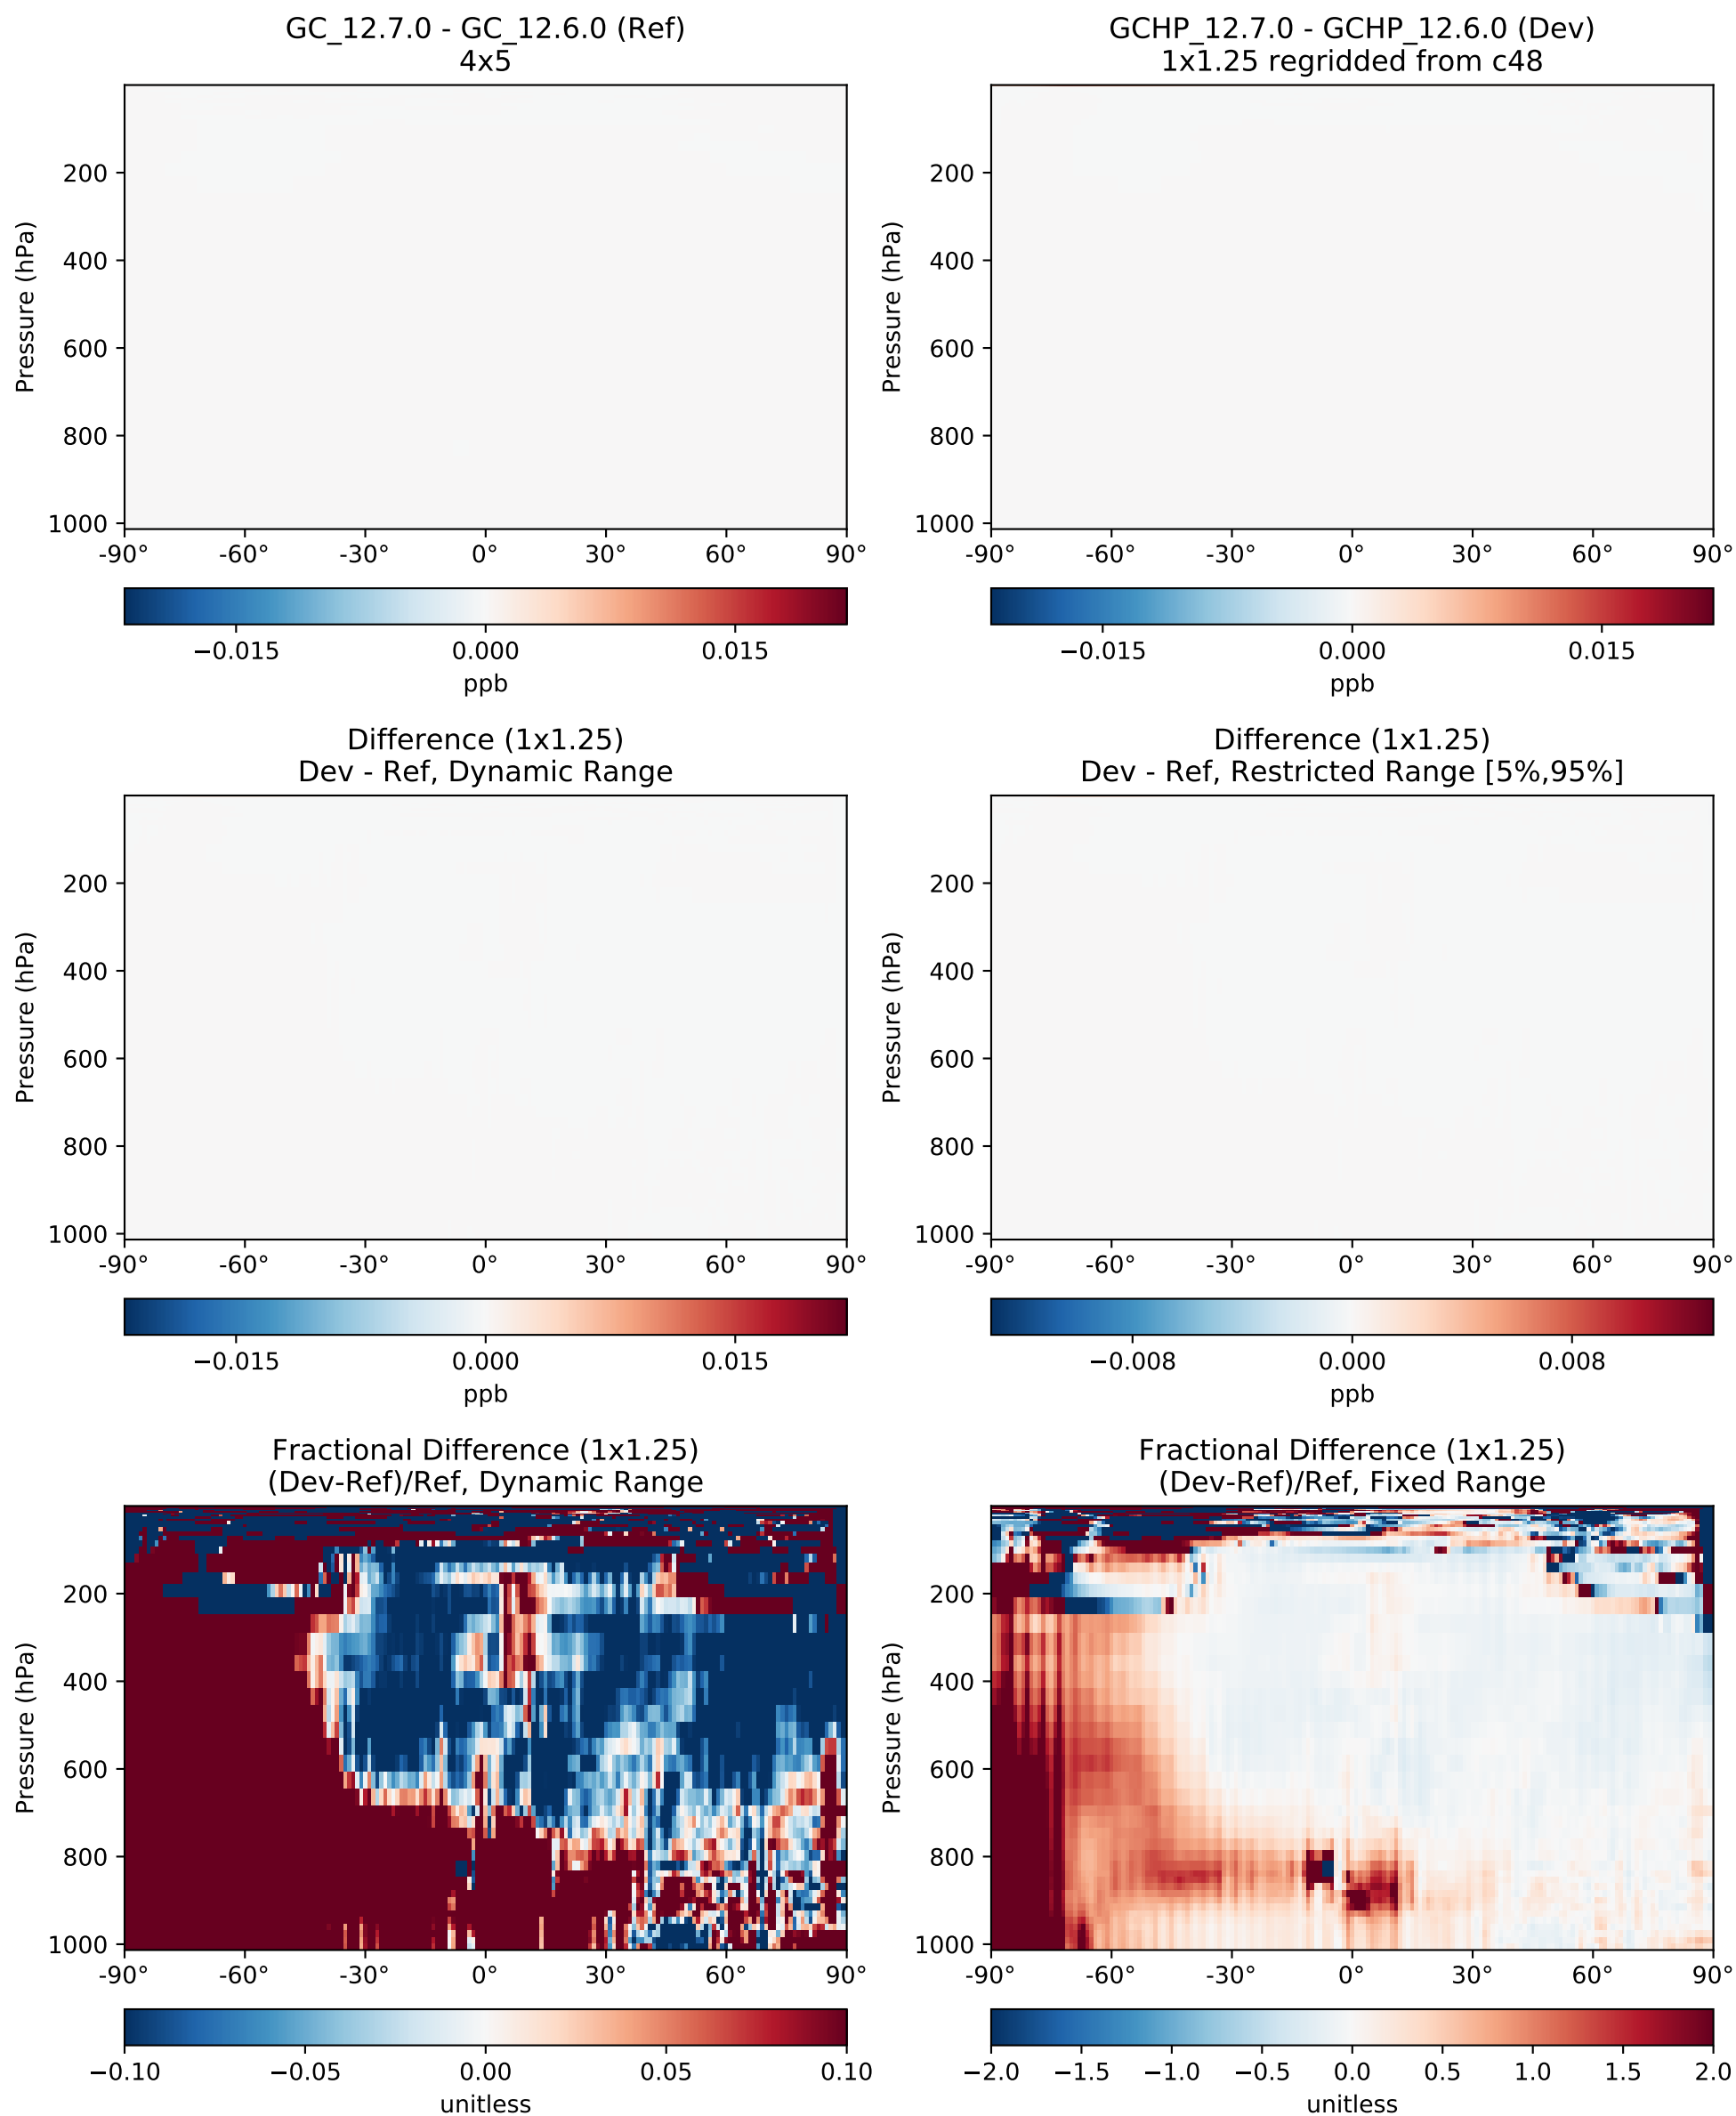 GC_12.7.0 - GC_12.6.0 (Ref)
4x5
Pressure (hPa)
200
400
600
800
1000
-90° -60° -30° 0° 30° 60° 90°
−0.015 0.000 0.015
ppb
GCHP_12.7.0 - GCHP_12.6.0 (Dev)
1x1.25 regridded from c48
Pressure (hPa)
200
400
600
800
1000
-90° -60° -30° 0° 30° 60° 90°
−0.015 0.000 0.015
ppb
Difference (1x1.25)
Dev - Ref, Dynamic Range
Pressure (hPa)
200
400
600
800
1000
-90° -60° -30° 0° 30° 60° 90°
−0.015 0.000 0.015
ppb
Difference (1x1.25)
Dev - Ref, Restricted Range [5%,95%]
Pressure (hPa)
200
400
600
800
1000
-90° -60° -30° 0° 30° 60° 90°
−0.008 0.000 0.008
ppb
Fractional Difference (1x1.25)
(Dev-Ref)/Ref, Dynamic Range
Pressure (hPa)
200
400
600
800
1000
-90° -60° -30° 0° 30° 60° 90°
−0.10 −0.05 0.00 0.05 0.10
unitless
Fractional Difference (1x1.25)
(Dev-Ref)/Ref, Fixed Range
Pressure (hPa)
200
400
600
800
1000
-90° -60° -30° 0° 30° 60° 90°
−2.0 −1.5 −1.0 −0.5 0.0 0.5 1.0 1.5 2.0
unitless